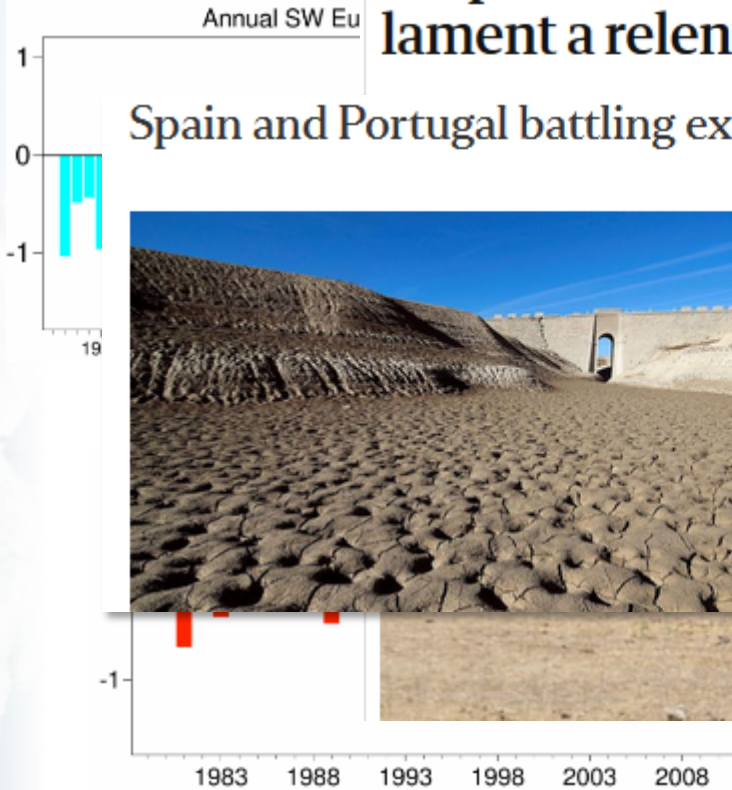 Annual SW Eu
lament a relen
1
Spain and Portugal battling ex
0
-1
19
-1
1983 1988 1993 1998 2003 2008